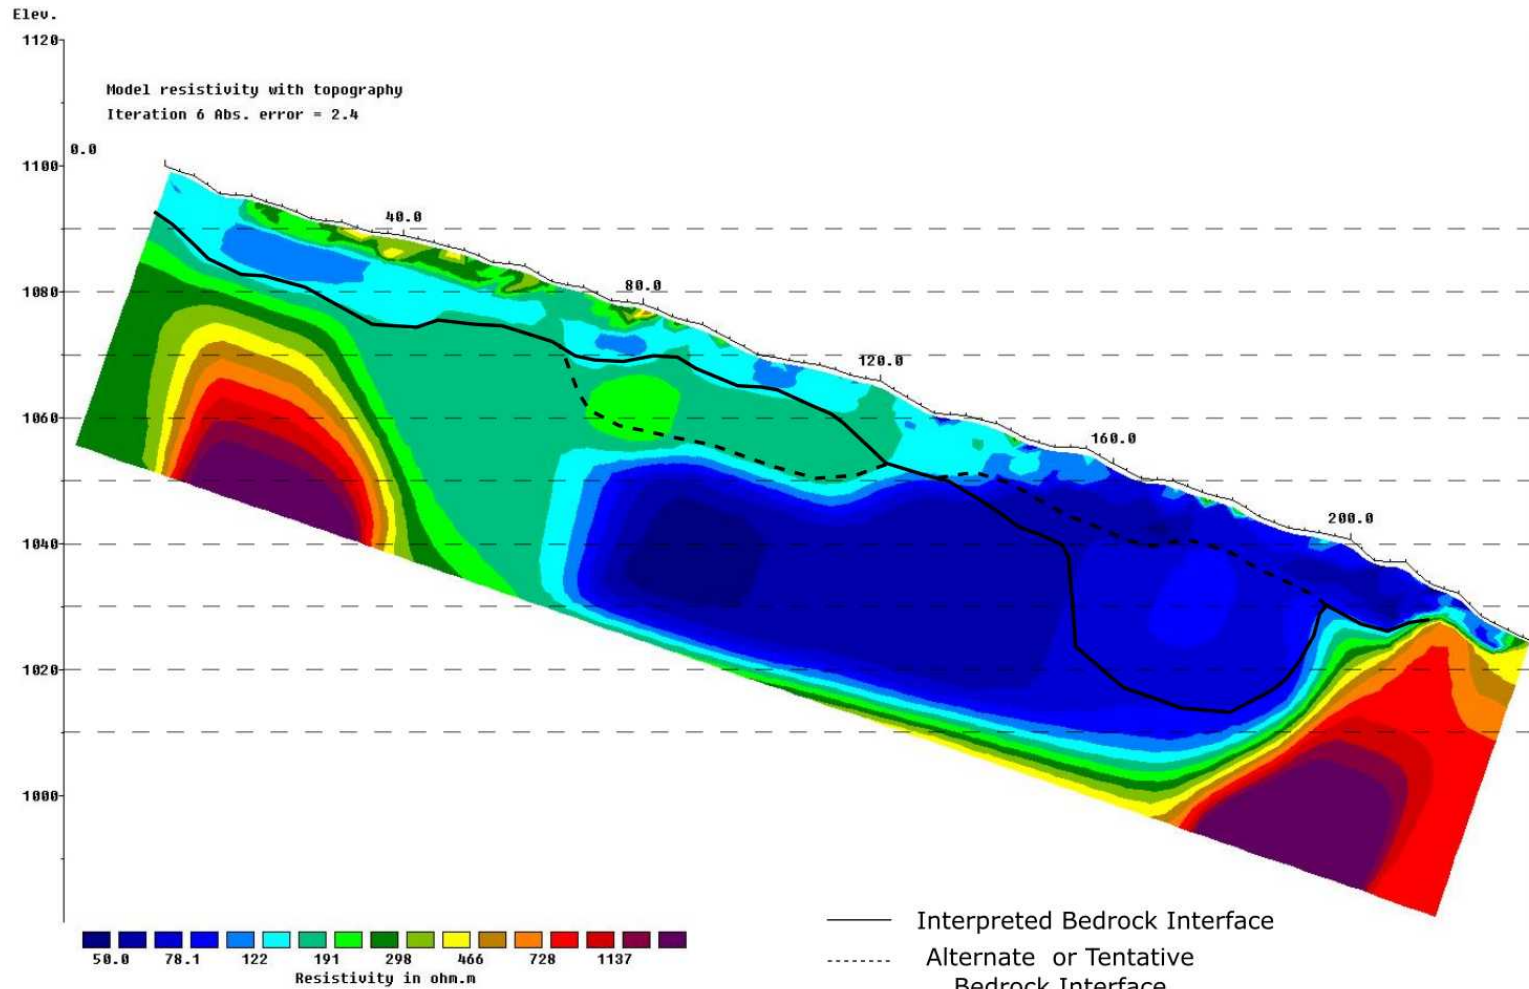 Elev.
1120
Model resistivity with topography
Iteration 6 Abs. error = 2.4
0.0
1100
40.0
1080
80.0
120.0
1060
160.0
200.0
1040
1020
1000
50.0 78.1 122 191 298 466 728 1137
Resistivity in ohm.m
Interpreted Bedrock Interface
Alternate or Tentative
Bedrock Interface